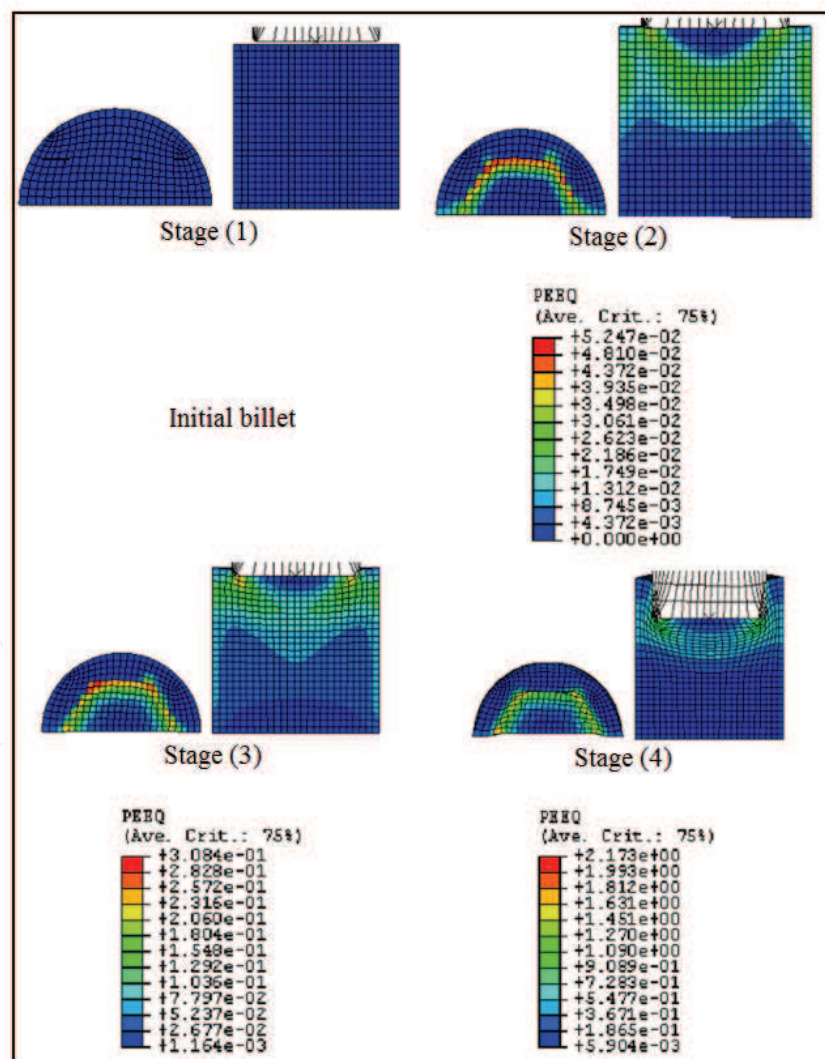 Stage (1)
Stage (2)
PEEQ
(Ave. Crit.: 75%)
+5.247e-02
+4.810e-02
+4.372e-02
+3.935e-02
+3.498e-02
+3.061e-02
+2.623e-02
+2.186e-02
+1.749e-02
+1.312e-02
+8.745e-03
+4.372e-03
+0.000e+00
Initial billet
Stage (3)
Stage (4)
PEEQ
(Ave. Crit.: 75%)
+3.084e-01
+2.828e-01
+2.572e-01
+2.316e-01
+2.060e-01
+1.804e-01
+1.548e-01
+1.292e-01
+1.036e-01
+7.797e-02
+5.237e-02
+2.677e-02
+1.164e-03
PEEQ
(Ave. Crit.: 75%)
+2.173e+00
+1.993e+00
+1.812e+00
+1.631e+00
+1.451e+00
+1.270e+00
+1.090e+00
+9.089e-01
+7.283e-01
+5.477e-01
+3.671e-01
+1.865e-01
+5.904e-03